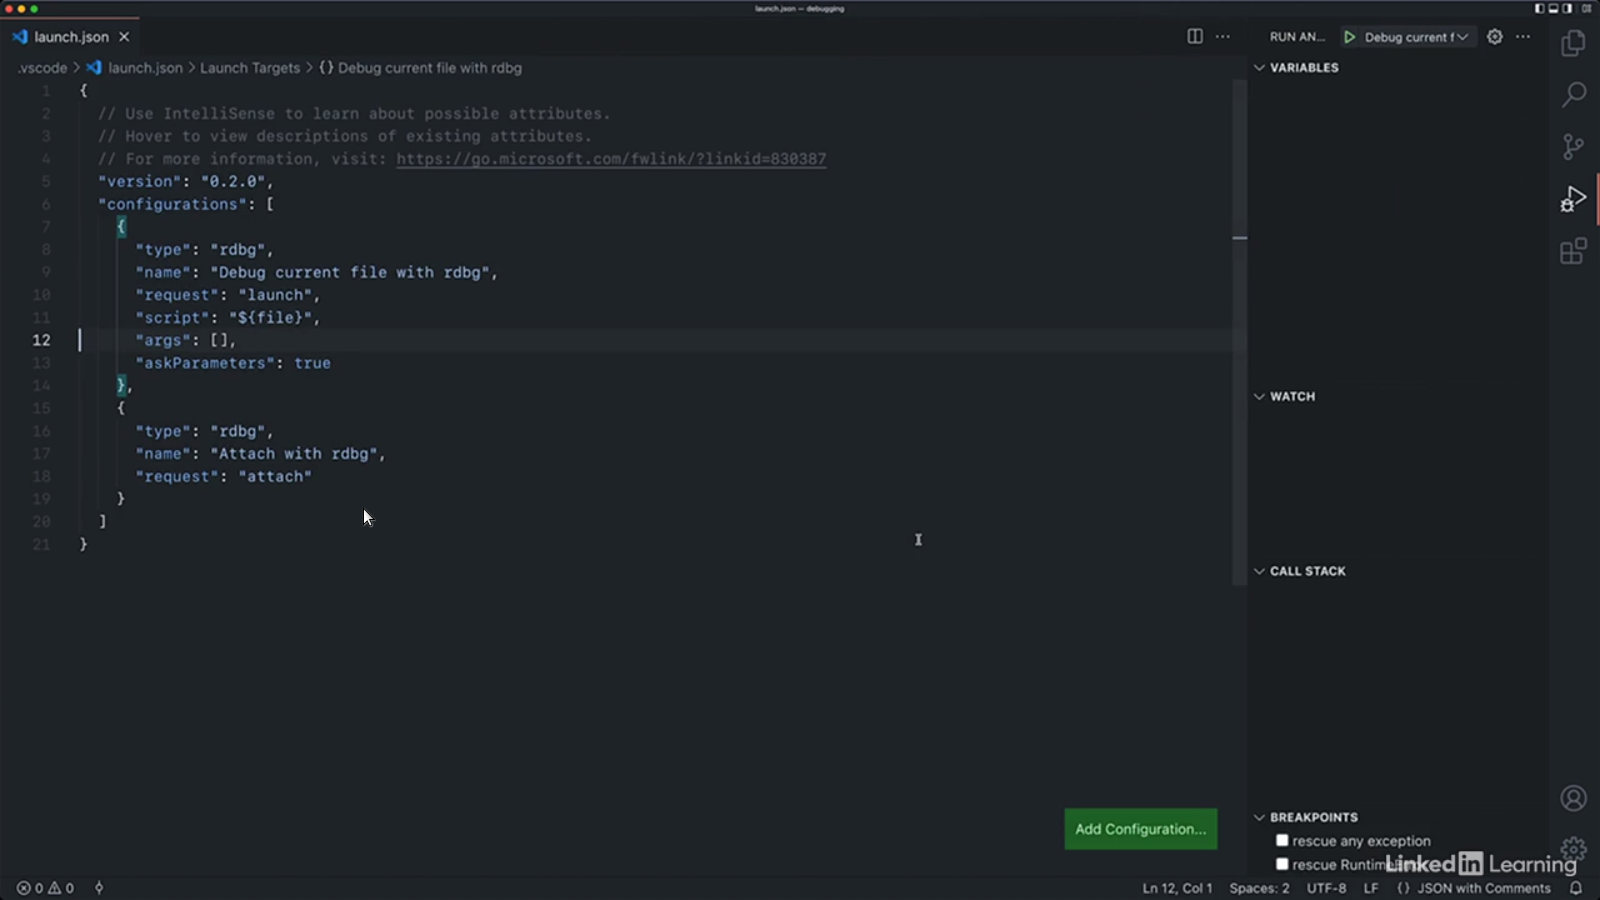 launch.json — debugging
launch.json
RUN AN... Debug current f
.vscode > launch.json > Launch Targets > {} Debug current file with rdbg
VARIABLES
1 {
2 // Use IntelliSense to learn about possible attributes.
3 // Hover to view descriptions of existing attributes.
4 // For more information, visit: https://go.microsoft.com/fwlink/?linkid=830387
5 "version": "0.2.0",
6 "configurations": [
7 {
8 "type": "rdbg",
9 "name": "Debug current file with rdbg",
10 "request": "launch",
11 "script": "${file}",
12 "args": [],
13 "askParameters": true
14 },
15 {
16 "type": "rdbg",
17 "name": "Attach with rdbg",
18 "request": "attach"
19 }
20 ]
21 }
WATCH
CALL STACK
Add Configuration...
BREAKPOINTS
rescue any exception
rescue
Linked in Learning
0 0
Ln 12, Col 1 Spaces: 2 UTF-8 LF {} JSON with Comments